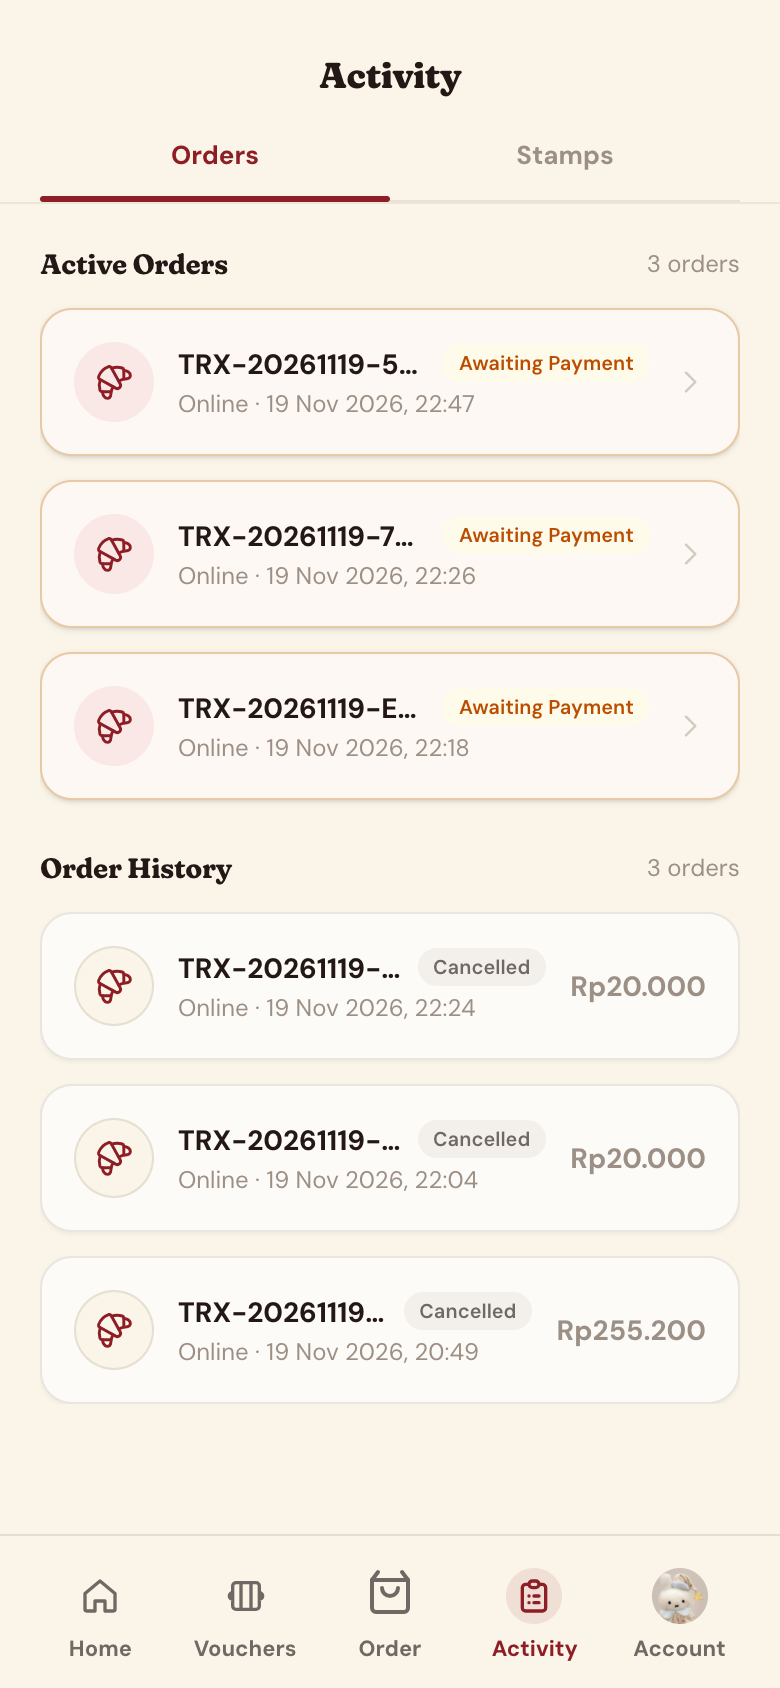 Activity
Orders
Stamps
Active Orders
3 orders
TRX-20261119-5...
Awaiting Payment
Online · 19 Nov 2026, 22:47
TRX-20261119-7...
Awaiting Payment
Online · 19 Nov 2026, 22:26
TRX-20261119-E...
Awaiting Payment
Online · 19 Nov 2026, 22:18
Order History
3 orders
TRX-20261119-...
Cancelled
Rp20.000
Online · 19 Nov 2026, 22:24
TRX-20261119-...
Cancelled
Rp20.000
Online · 19 Nov 2026, 22:04
TRX-20261119...
Cancelled
Rp255.200
Online · 19 Nov 2026, 20:49
Home
Vouchers
Order
Activity
Account